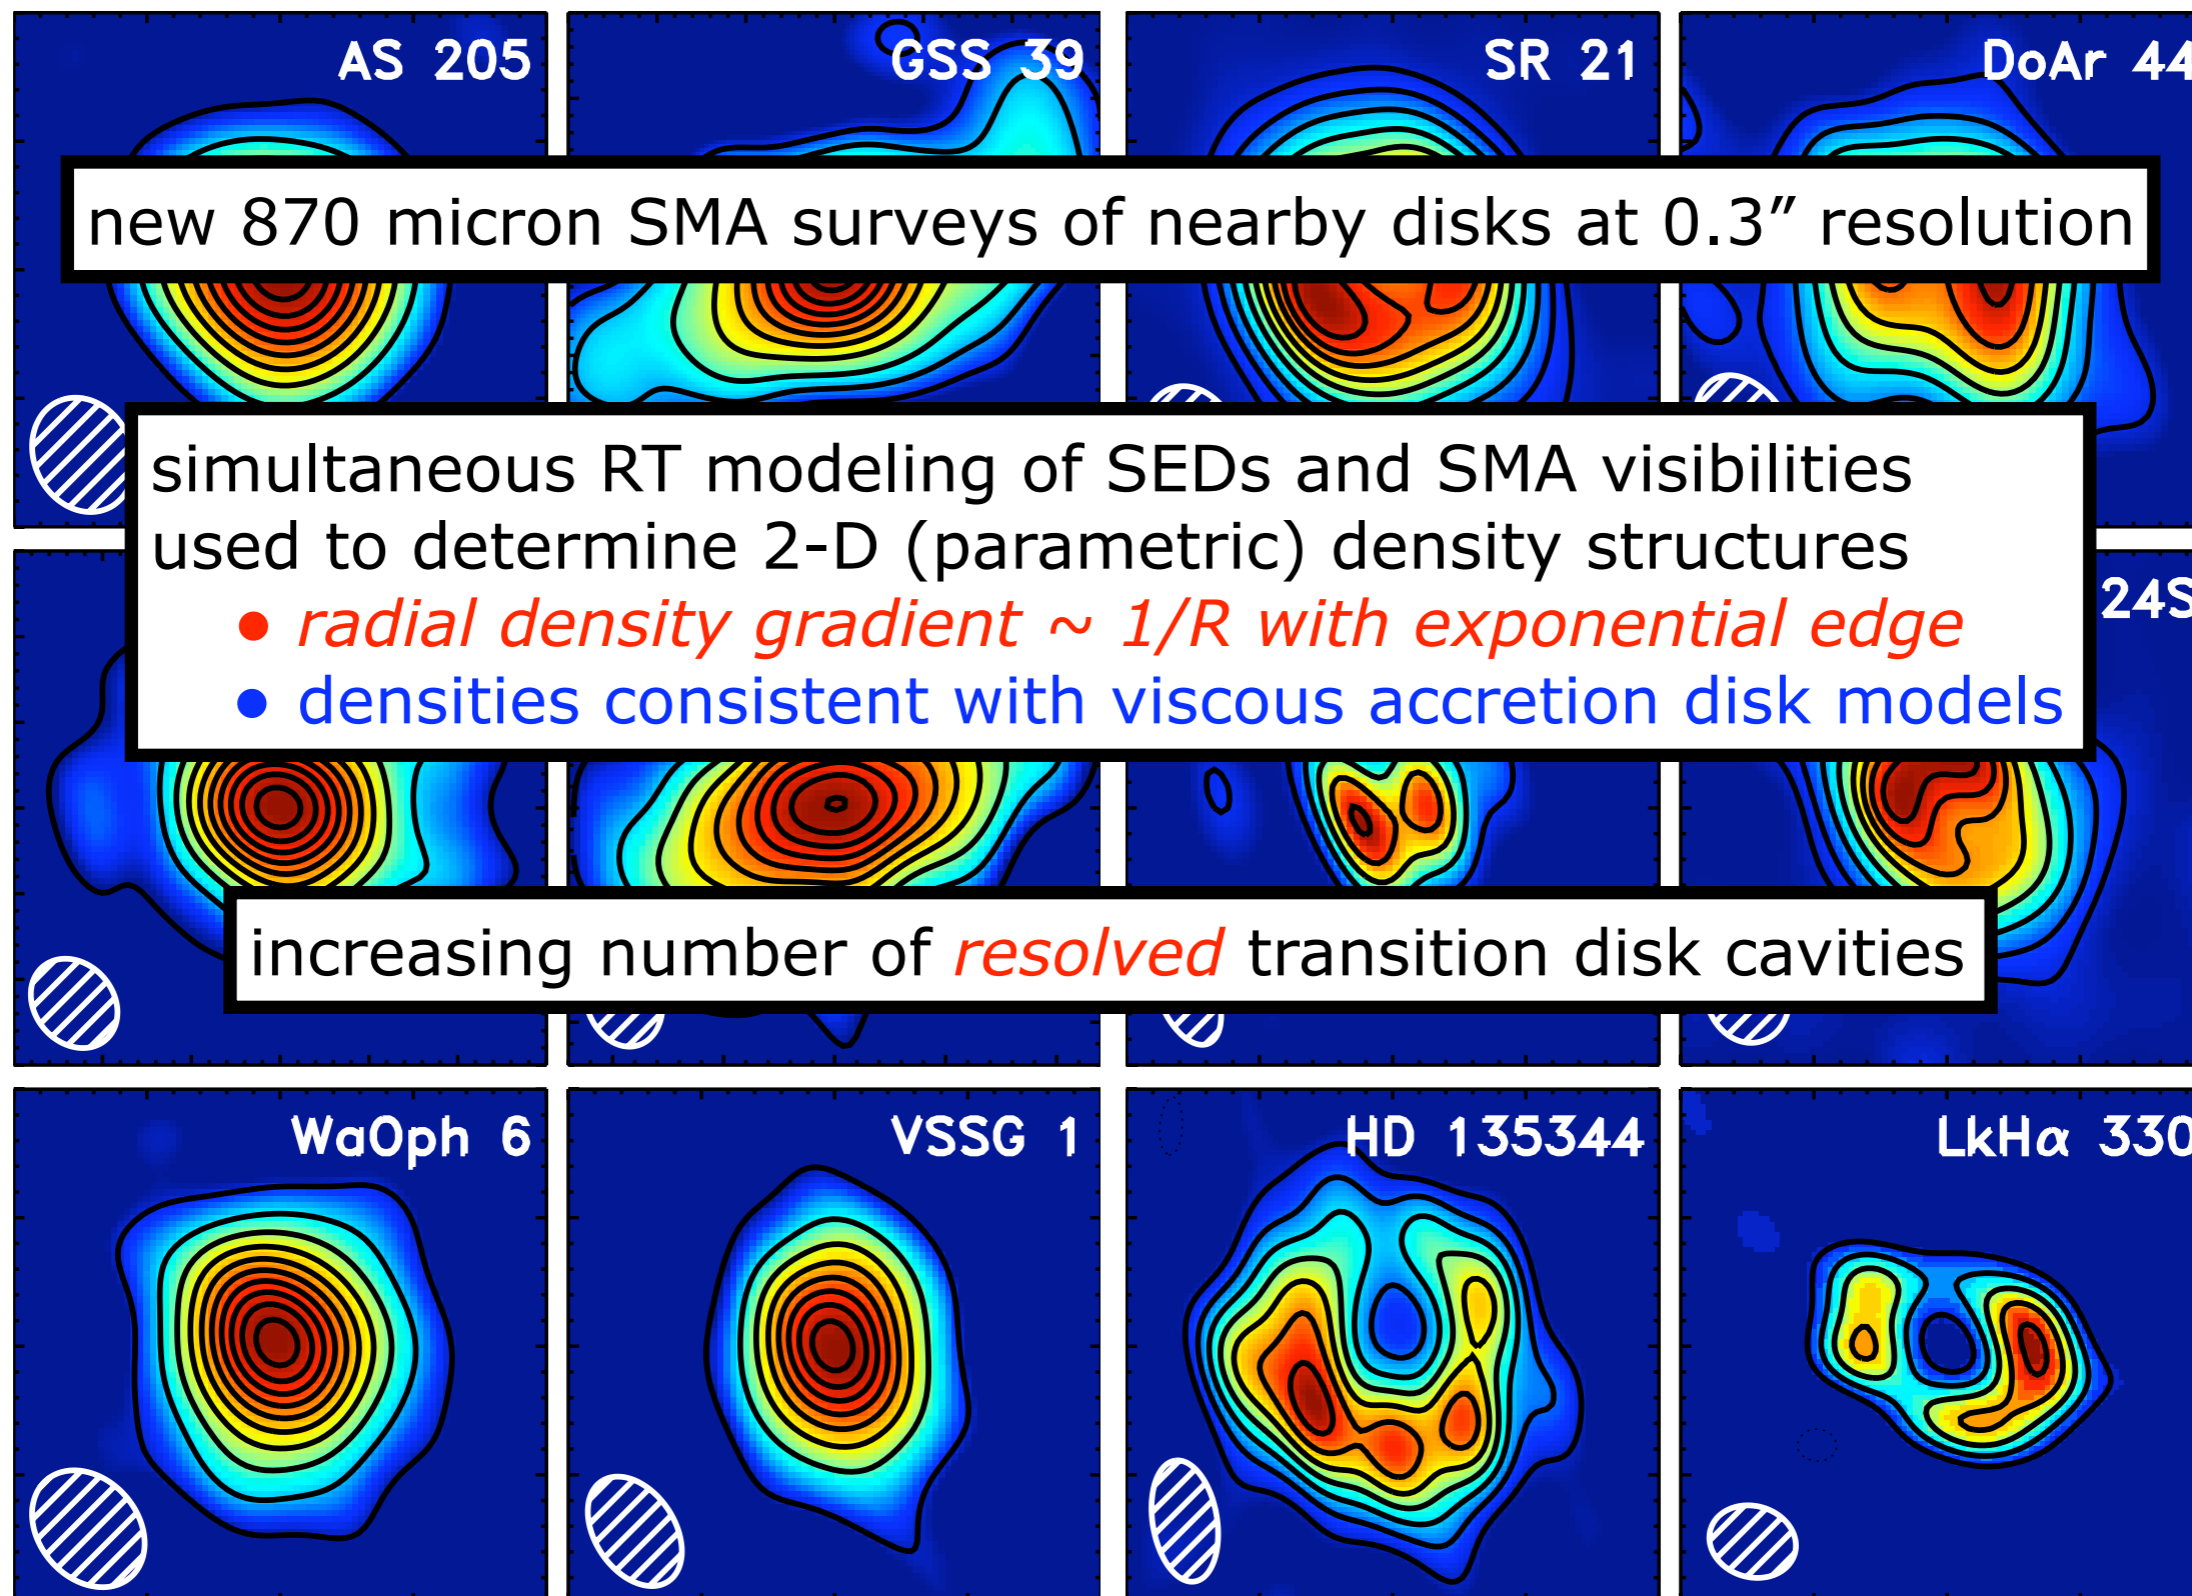 AS 205
GSS 39
SR 21
DoAr 44
new 870 micron SMA surveys of nearby disks at 0.3″ resolution
simultaneous RT modeling of SEDs and SMA visibilities
used to determine 2-D (parametric) density structures
24S
• radial density gradient ~ 1/R with exponential edge
• densities consistent with viscous accretion disk models
increasing number of resolved transition disk cavities
WaOph 6
VSSG 1
HD 135344
LkHα 330